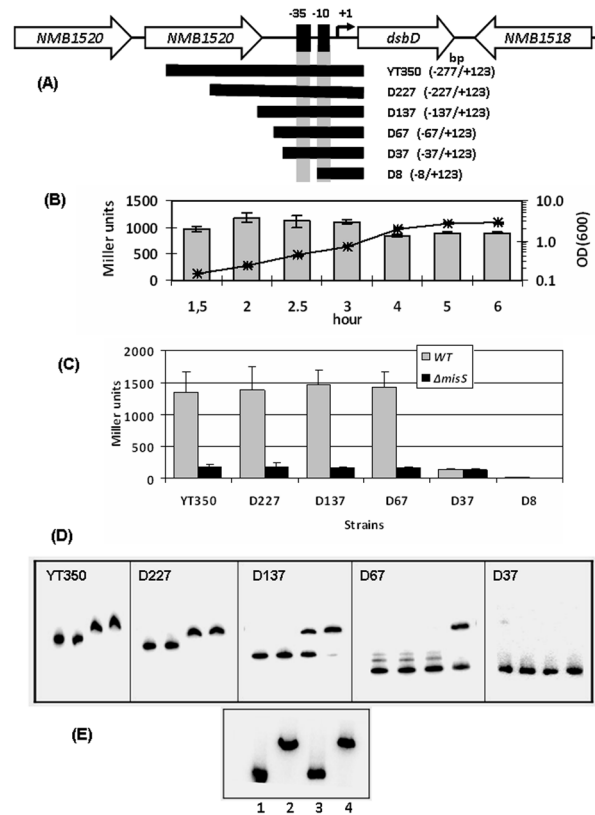 -35 -10 +1
NMB1520 NMB1520 dsbD NMB1518
bp
(A)
YT350 (-277/+123)
D227 (-227/+123)
D137 (-137/+123)
D67 (-67/+123)
D37 (-37/+123)
D8 (-8/+123)
(B)
Miller units
1500
1000
500
0
10.0
1.0
0.1
OD(600)
1,5 2 2.5 3 4 5 6
hour
(C)
Miller units
2000
1500
1000
500
0
WT
ΔmisS
YT350 D227 D137 D67 D37 D8
Strains
(D)
YT350 D227 D137 D67 D37
(E)
1 2 3 4